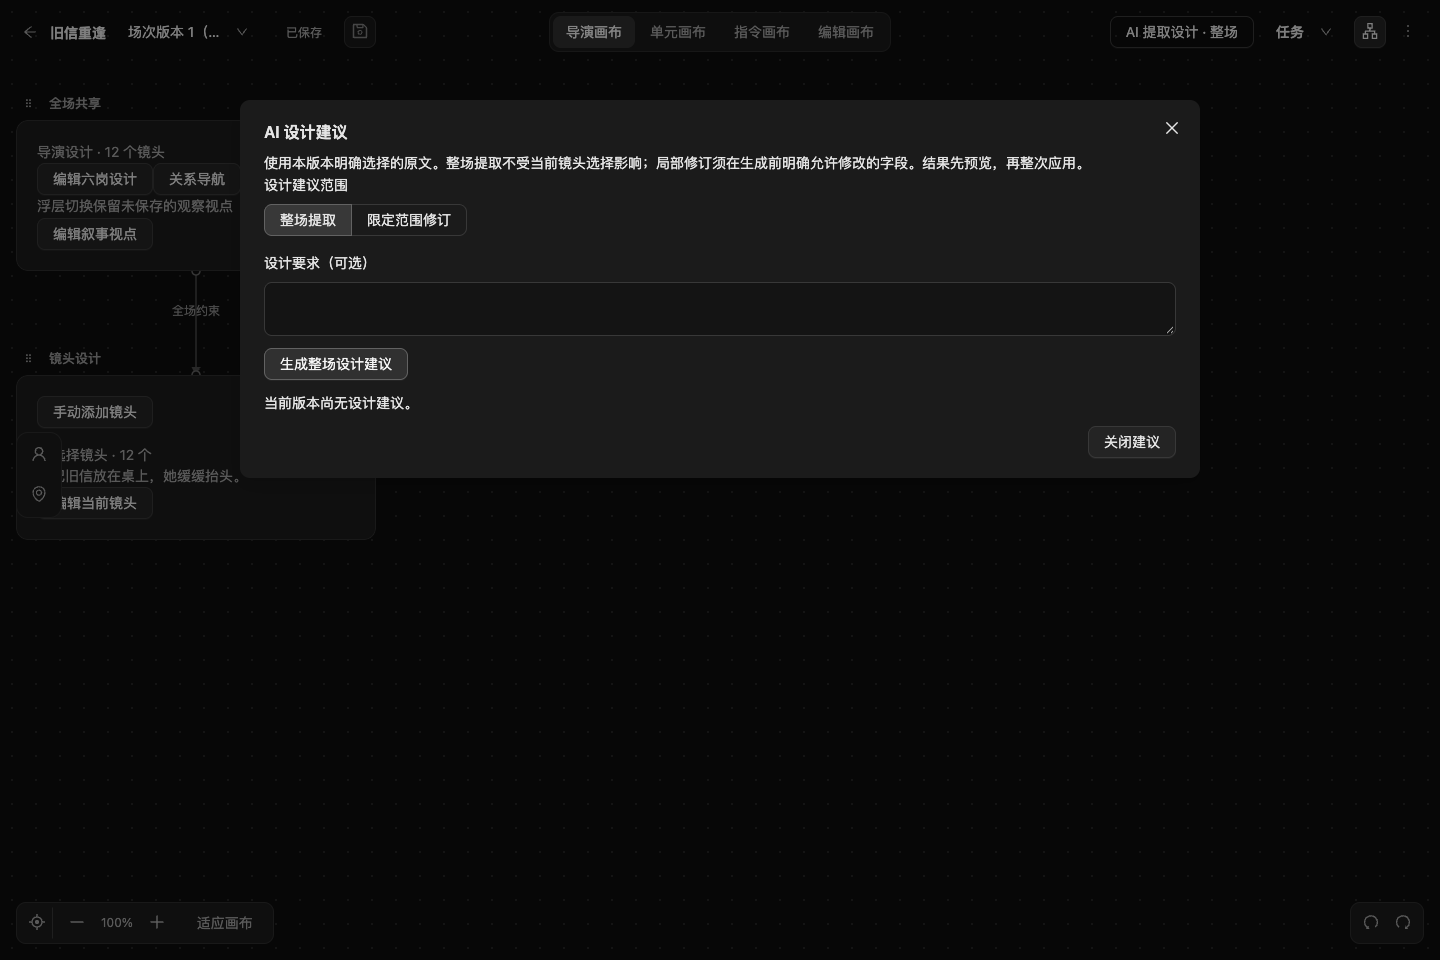 旧信重逢
场次版本 1（...
已保存
导演画布
单元画布
指令画布
编辑画布
AI 提取设计 · 整场
任务
全场共享
导演设计 · 12 个镜头
编辑六岗设计
关系导航
浮层切换保留未保存的观察视点
编辑叙事视点
全场约束
镜头设计
手动添加镜头
选择镜头 · 12 个
旧信放在桌上，她缓缓抬头。
编辑当前镜头
AI 设计建议
使用本版本明确选择的原文。整场提取不受当前镜头选择影响；局部修订须在生成前明确允许修改的字段。结果先预览，再整次应用。
设计建议范围
整场提取
限定范围修订
设计要求（可选）
生成整场设计建议
当前版本尚无设计建议。
关闭建议
100%
适应画布